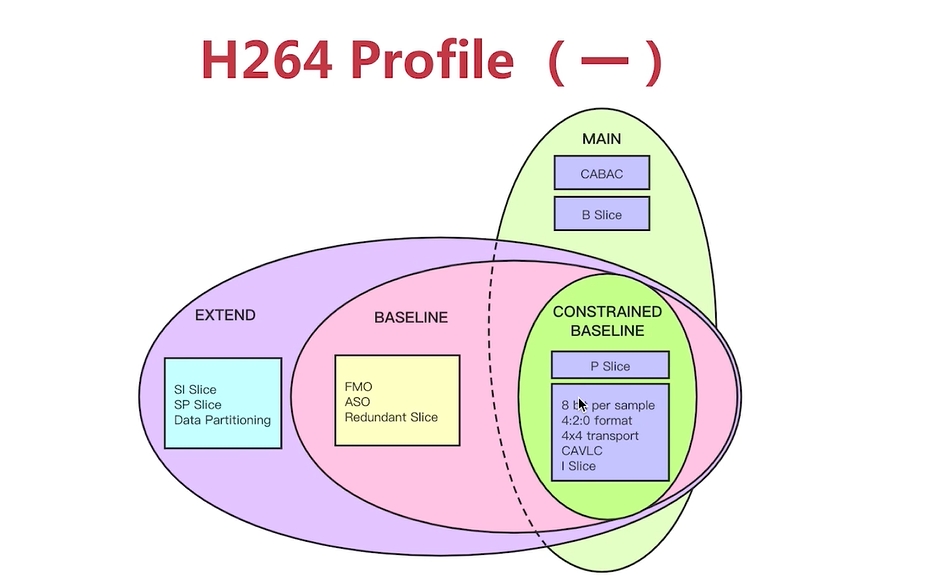 H264 Profile（一）
MAIN
CABAC
B Slice
EXTEND
SI Slice
SP Slice
Data Partitioning
BASELINE
FMO
ASO
Redundant Slice
CONSTRAINED
BASELINE
P Slice
8 per sample
4:2:0 format
4x4 transport
CAVLC
I Slice